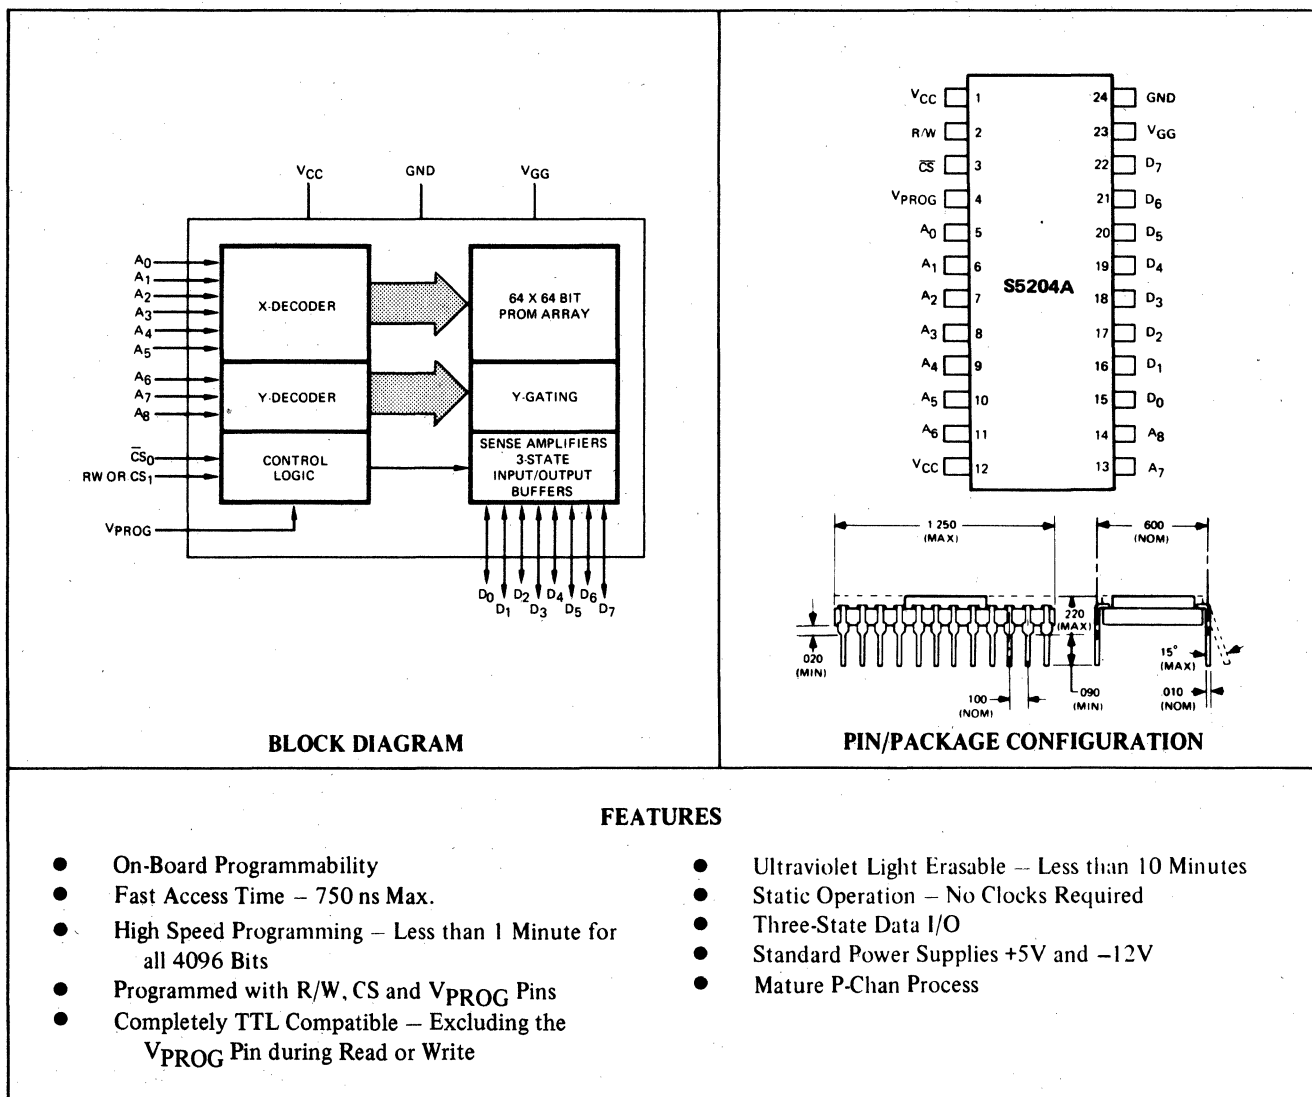 VCC GND VGG
A0
A1
A2
A3
A4
A5
A6
A7
A8
CS0
RW OR CS1
VPROG
X-DECODER
Y-DECODER
CONTROL
LOGIC
64 X 64 BIT
PROM ARRAY
Y-GATING
SENSE AMPLIFIERS
3-STATE
INPUT/OUTPUT
BUFFERS
D0 D1 D2 D3 D4 D5 D6 D7
BLOCK DIAGRAM
VCC 1 24 GND
R/W 2 23 VGG
C̅S̅ 3 22 D7
VPROG 4 21 D6
A0 5 20 D5
A1 6 19 D4
S5204A
A2 7 18 D3
A3 8 17 D2
A4 9 16 D1
A5 10 15 D0
A6 11 14 A8
VCC 12 13 A7
1 250
(MAX)
600
(NOM)
220
(MAX)
020
(MIN)
15°
(MAX)
100
(NOM)
090
(MIN)
010
(NOM)
PIN/PACKAGE CONFIGURATION
FEATURES
● On-Board Programmability
● Fast Access Time – 750 ns Max.
● High Speed Programming – Less than 1 Minute for
all 4096 Bits
● Programmed with R/W, CS and VPROG Pins
● Completely TTL Compatible – Excluding the
VPROG Pin during Read or Write
● Ultraviolet Light Erasable – Less than 10 Minutes
● Static Operation – No Clocks Required
● Three-State Data I/O
● Standard Power Supplies +5V and –12V
● Mature P-Chan Process